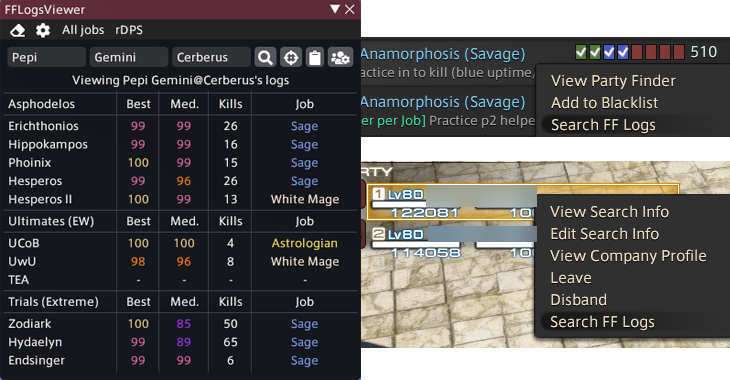 FFLogsViewer
All jobs rDPS
Pepi Gemini Cerberus
Viewing Pepi Gemini@Cerberus's logs
Asphodelos Best Med. Kills Job
Erichthonios 99 99 26 Sage
Hippokampos 99 99 16 Sage
Phoinix 100 99 15 Sage
Hesperos 99 96 26 Sage
Hesperos II 100 99 13 White Mage
Ultimates (EW) Best Med. Kills Job
UCoB 100 100 4 Astrologian
UwU 98 96 8 White Mage
TEA - - - -
Trials (Extreme) Best Med. Kills Job
Zodiark 100 85 50 Sage
Hydaelyn 99 89 65 Sage
Endsinger 99 99 6 Sage
Anamorphosis (Savage) 510
actice in to kill (blue uptime/
Anamorphosis (Savage)
er per Job] Practice p2 helpe
View Party Finder
Add to Blacklist
Search FF Logs
RTY
1 Lv80
122081 10
2 Lv80
114058 10
View Search Info
Edit Search Info
View Company Profile
Leave
Disband
Search FF Logs